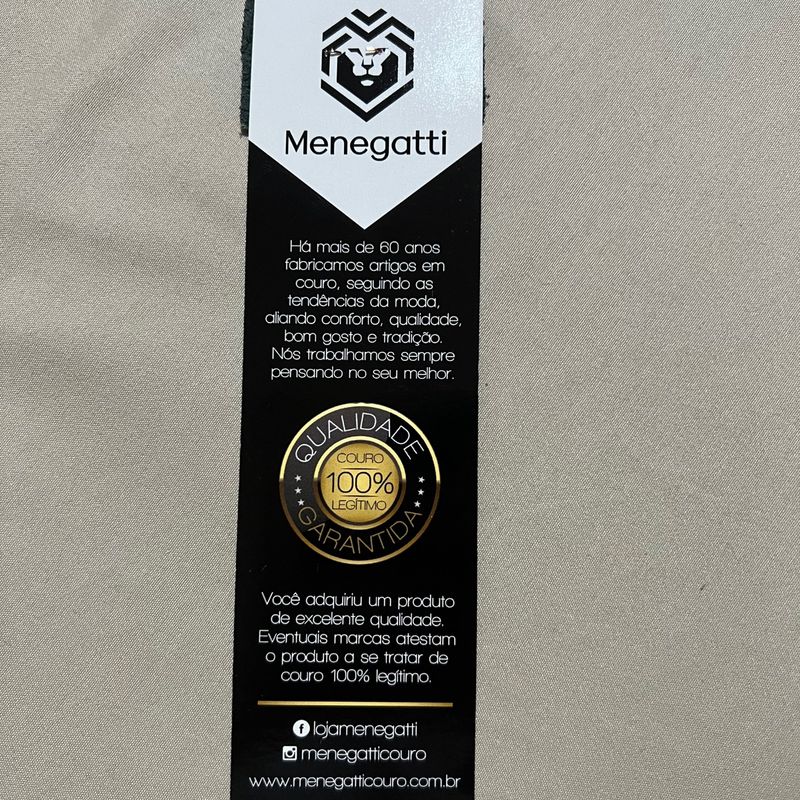 Menegatti
Há mais de 60 anos
fabricamos artigos em
couro, seguindo as
tendências da moda,
aliando conforto, qualidade,
bom gosto e tradição.
Nós trabalhamos sempre
pensando no seu melhor.
QUALIDADE
COURO
100%
LEGÍTIMO
GARANTIDA
Você adquiriu um produto
de excelente qualidade.
Eventuais marcas atestam
o produto a se tratar de
couro 100% legítimo.
lojamenegatti
menegatticouro
www.menegatticouro.com.br